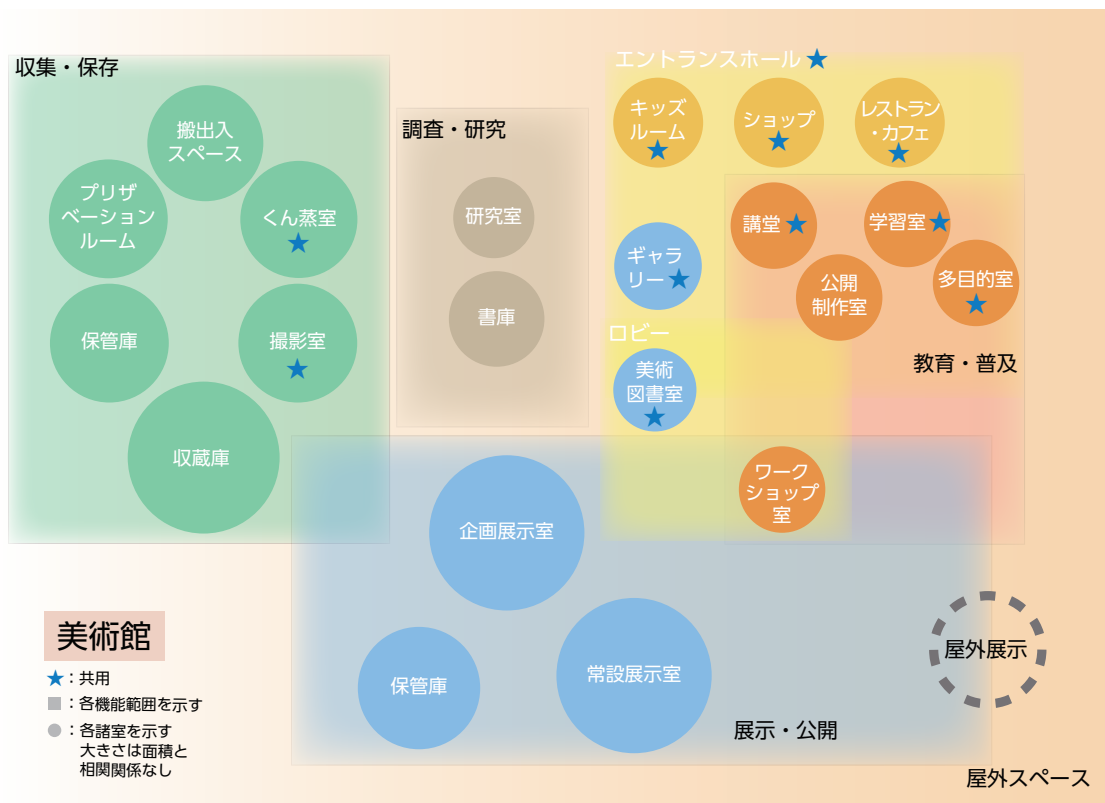 収集・保存
搬出入
スペース
プリザ
ベーション
ルーム
くん蒸室
★
保管庫
撮影室
★
収蔵庫
調査・研究
研究室
書庫
エントランスホール ★
キッズ
ルーム
★
ショップ
★
レストラン
・カフェ
★
ギャラ
リー ★
講堂 ★
学習室 ★
公開
制作室
多目的室
★
教育・普及
ロビー
美術
図書室
★
ワーク
ショップ
室
企画展示室
保管庫
常設展示室
展示・公開
屋外展示
屋外スペース
美術館
★：共用
■：各機能範囲を示す
●：各諸室を示す
大きさは面積と
相関関係なし